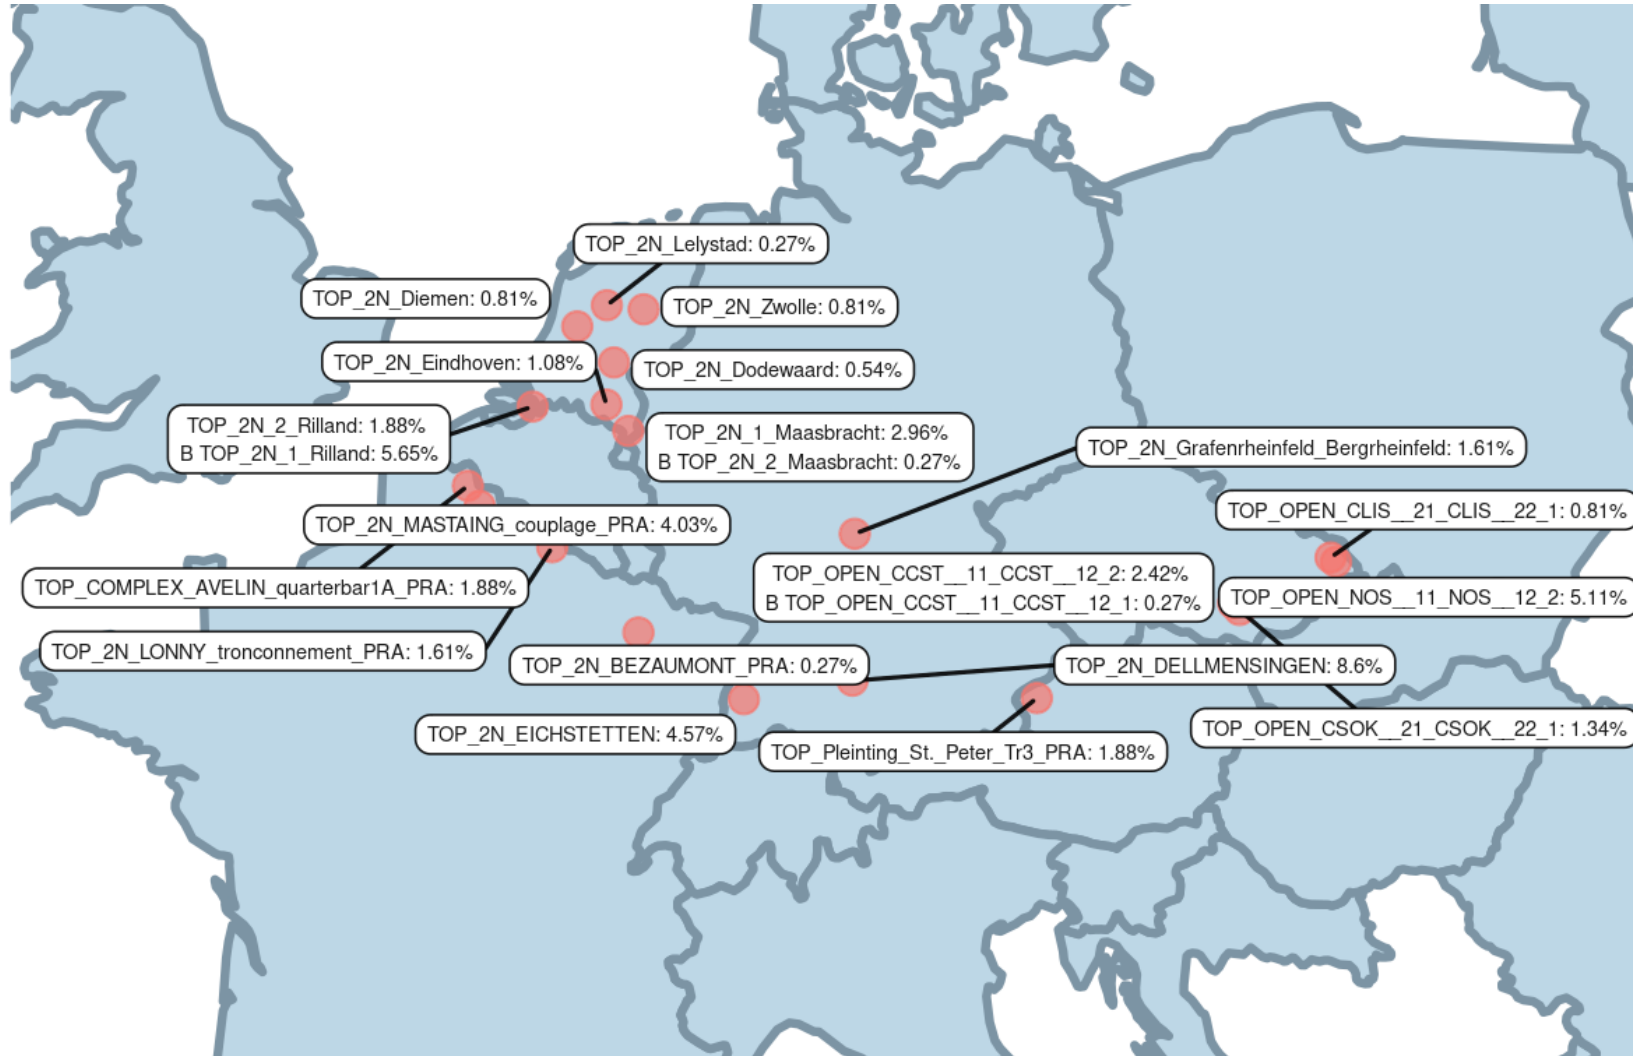 TOP_2N_Lelystad: 0.27%
TOP_2N_Diemen: 0.81%
TOP_2N_Zwolle: 0.81%
TOP_2N_Eindhoven: 1.08%
TOP_2N_Dodewaard: 0.54%
TOP_2N_2_Rilland: 1.88%
B TOP_2N_1_Rilland: 5.65%
TOP_2N_1_Maasbracht: 2.96%
B TOP_2N_2_Maasbracht: 0.27%
TOP_2N_Grafenrheinfeld_Bergrheinfeld: 1.61%
TOP_OPEN_CLIS__21_CLIS__22_1: 0.81%
TOP_2N_MASTAING_couplage_PRA: 4.03%
TOP_OPEN_CCST__11_CCST__12_2: 2.42%
B TOP_OPEN_CCST__11_CCST__12_1: 0.27%
TOP_COMPLEX_AVELIN_quarterbar1A_PRA: 1.88%
TOP_OPEN_NOS__11_NOS__12_2: 5.11%
TOP_2N_LONNY_tronconnement_PRA: 1.61%
TOP_2N_BEZAUMONT_PRA: 0.27%
TOP_2N_DELLMENSINGEN: 8.6%
TOP_2N_EICHSTETTEN: 4.57%
TOP_OPEN_CSOK__21_CSOK__22_1: 1.34%
TOP_Pleinting_St._Peter_Tr3_PRA: 1.88%